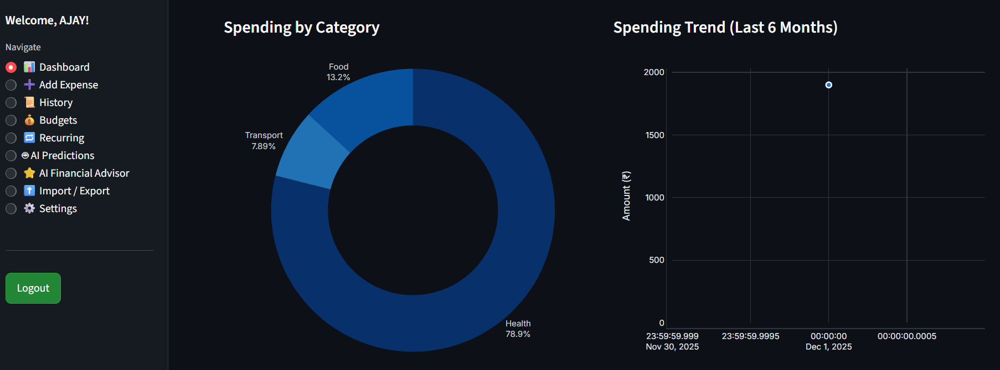 Welcome, AJAY!
Navigate
📊 Dashboard
➕ Add Expense
📜 History
💰 Budgets
🔁 Recurring
AI Predictions
⭐ AI Financial Advisor
⬆️ Import / Export
⚙️ Settings
Logout
Spending by Category
Food
13.2%
Transport
7.89%
Health
78.9%
Spending Trend (Last 6 Months)
Amount (₹)
2000
1500
1000
500
0
23:59:59.999
Nov 30, 2025
23:59:59.9995
00:00:00
Dec 1, 2025
00:00:00.0005